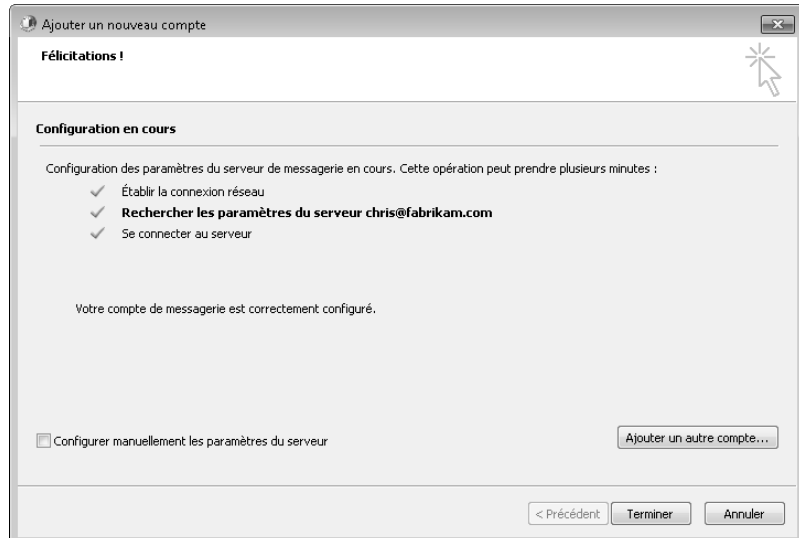 Ajouter un nouveau compte
Félicitations !
Configuration en cours
Configuration des paramètres du serveur de messagerie en cours. Cette opération peut prendre plusieurs minutes :
Établir la connexion réseau
Rechercher les paramètres du serveur chris@fabrikam.com
Se connecter au serveur
Votre compte de messagerie est correctement configuré.
Configurer manuellement les paramètres du serveur
Ajouter un autre compte...
< Précédent
Terminer
Annuler